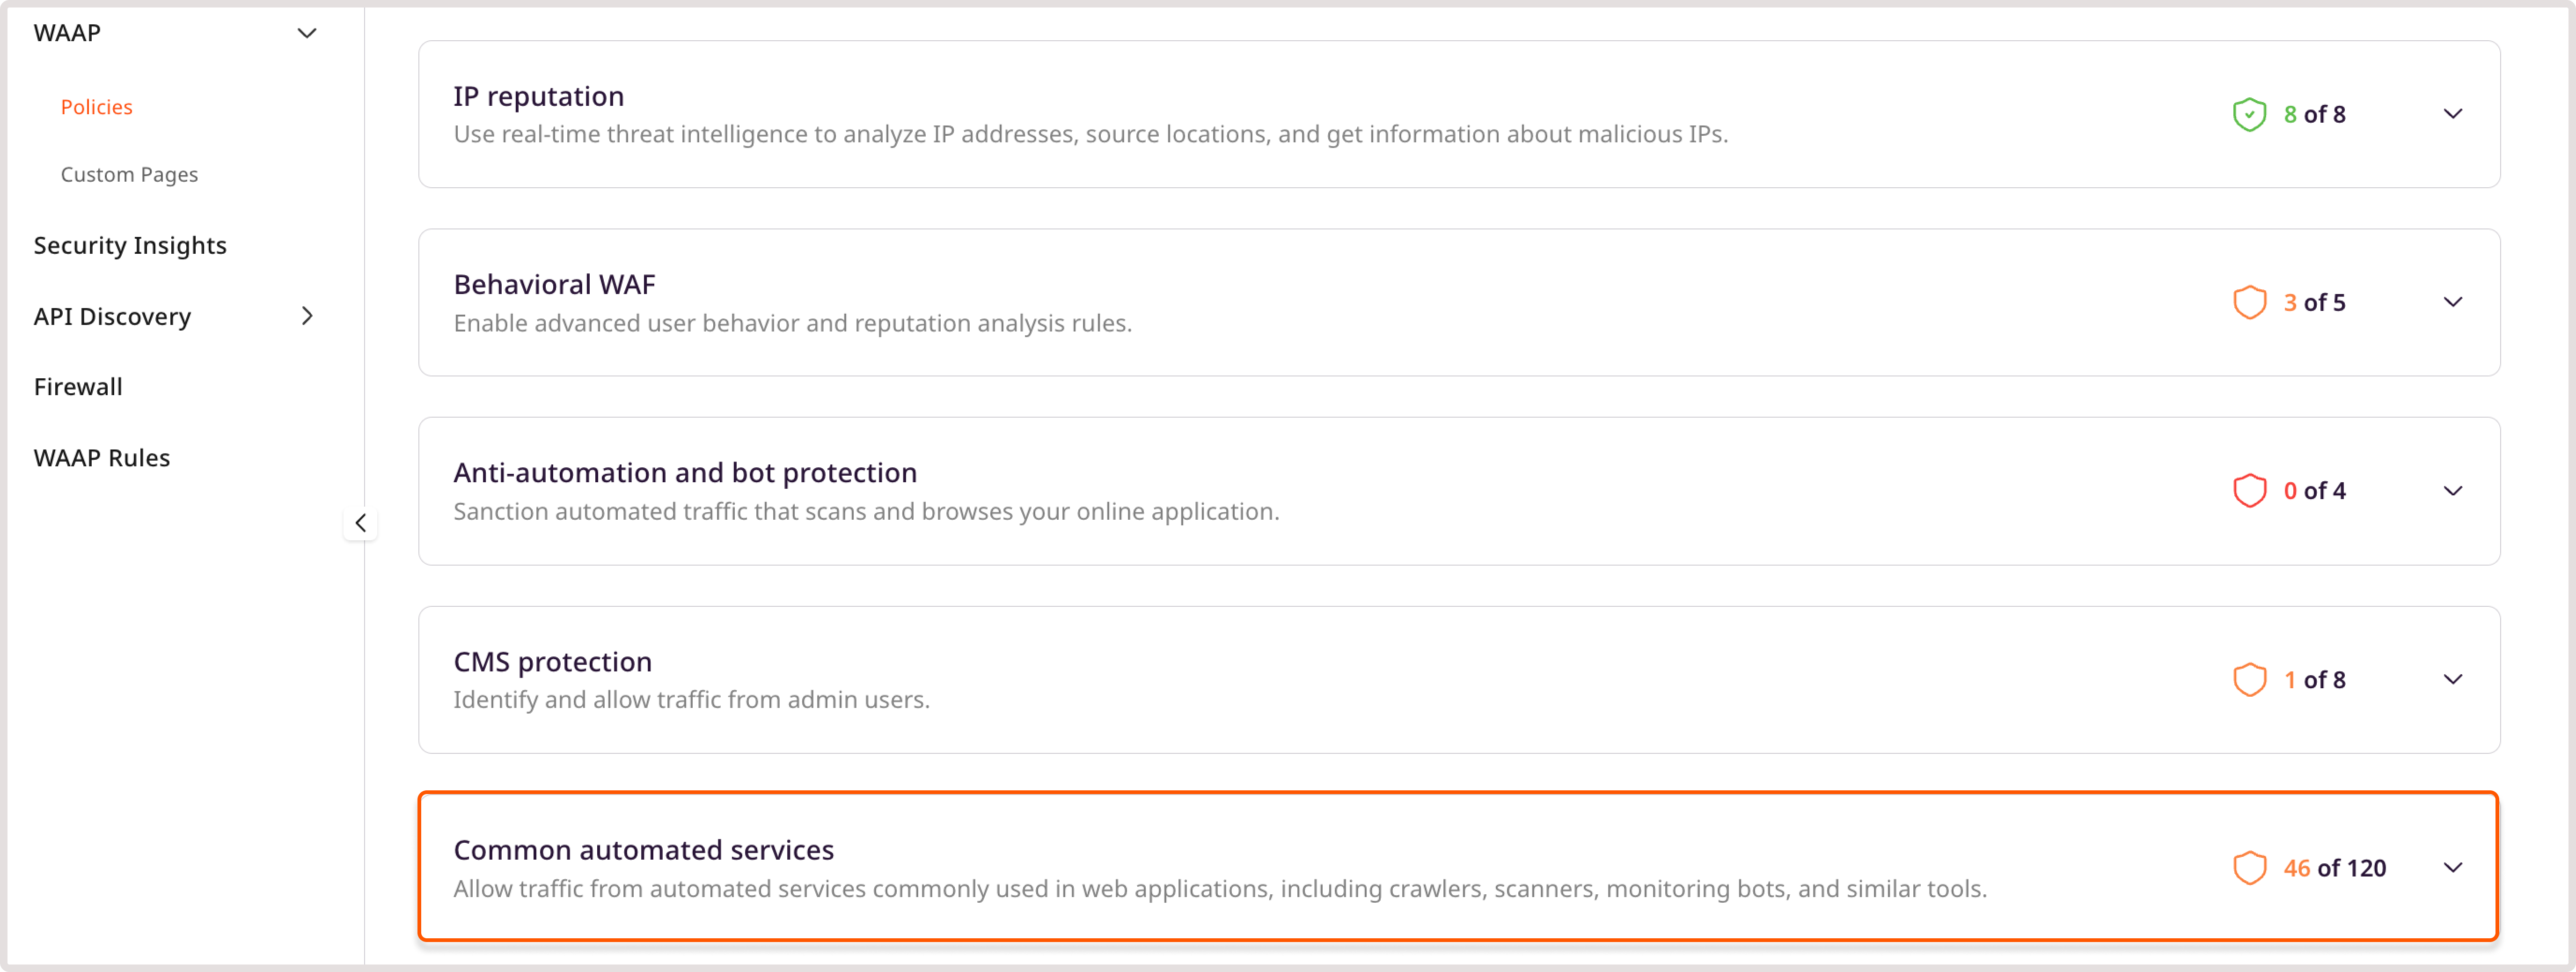 WAAP
Policies
Custom Pages
Security Insights
API Discovery
Firewall
WAAP Rules
IP reputation
Use real-time threat intelligence to analyze IP addresses, source locations, and get information about malicious IPs.
8 of 8
Behavioral WAF
Enable advanced user behavior and reputation analysis rules.
3 of 5
Anti-automation and bot protection
Sanction automated traffic that scans and browses your online application.
0 of 4
CMS protection
Identify and allow traffic from admin users.
1 of 8
Common automated services
Allow traffic from automated services commonly used in web applications, including crawlers, scanners, monitoring bots, and similar tools.
46 of 120